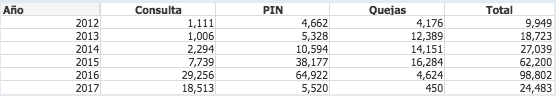 Año Consulta PIN Quejas Total
2012 1,111 4,662 4,176 9,949
2013 1,006 5,328 12,389 18,723
2014 2,294 10,594 14,151 27,039
2015 7,739 38,177 16,284 62,200
2016 29,256 64,922 4,624 98,802
2017 18,513 5,520 450 24,483